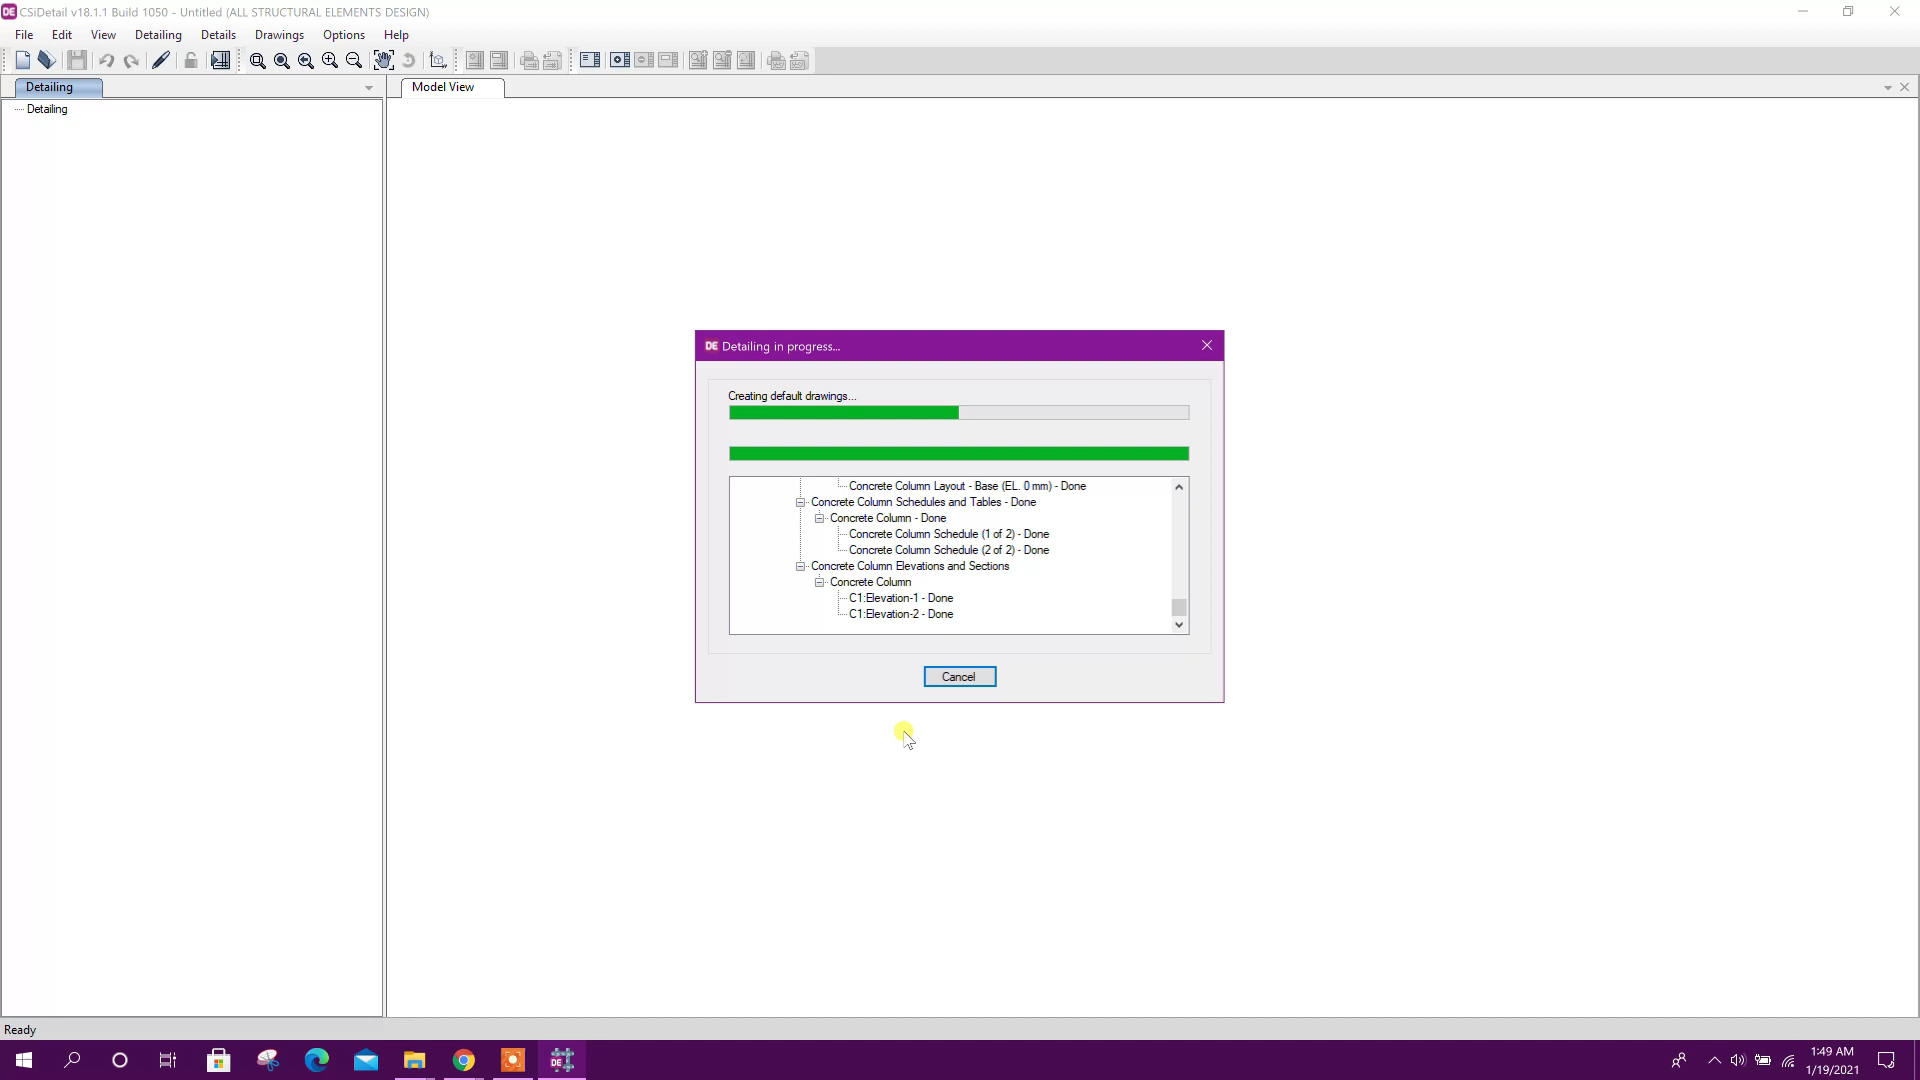 DE CSiDetail v18.1.1 Build 1050 - Untitled (ALL STRUCTURAL ELEMENTS DESIGN)
File Edit View Detailing Details Drawings Options Help
Detailing
Model View
Detailing
DE Detailing in progress...
Creating default drawings...
Concrete Column Layout - Base (EL. 0 mm) - Done
Concrete Column Schedules and Tables - Done
Concrete Column - Done
Concrete Column Schedule (1 of 2) - Done
Concrete Column Schedule (2 of 2) - Done
Concrete Column Elevations and Sections
Concrete Column
C1:Elevation-1 - Done
C1:Elevation-2 - Done
Cancel
Ready
DE
1:49 AM
1/19/2021